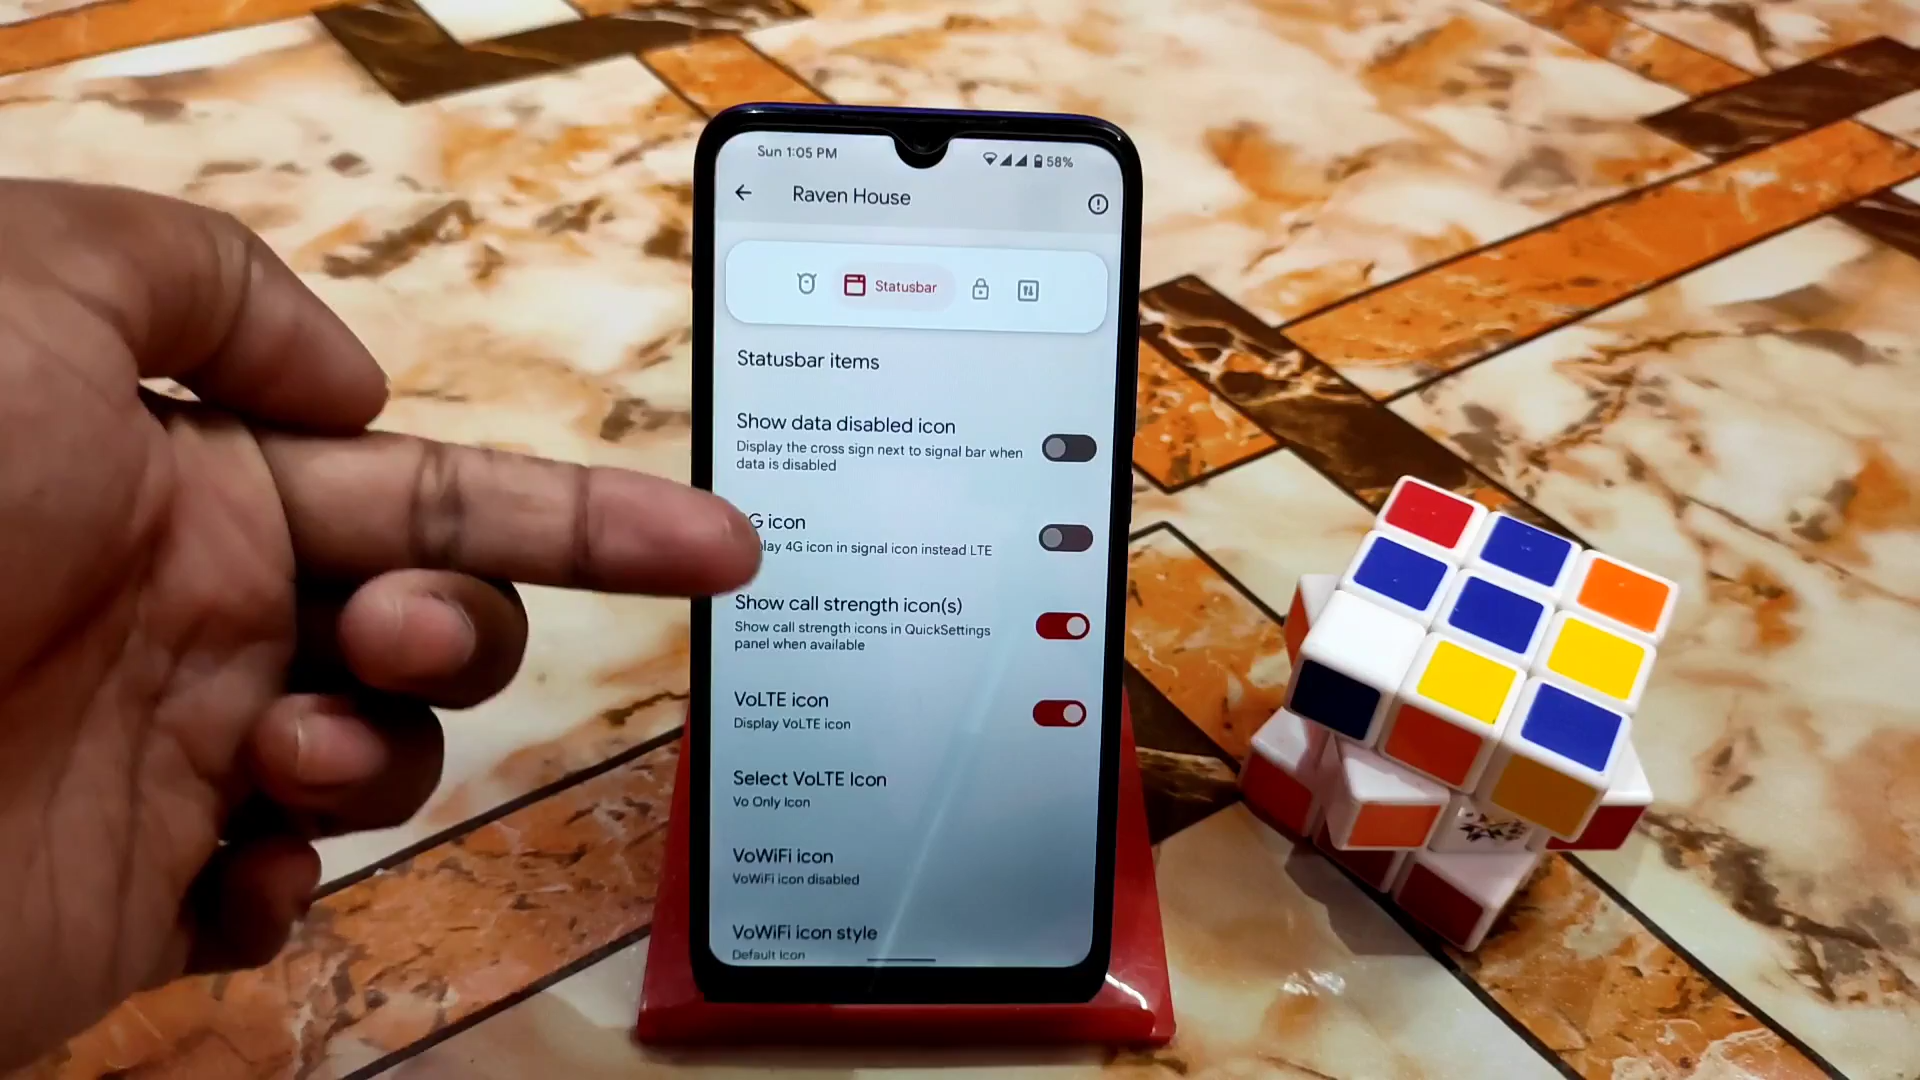 Sun 1:05 PM
58%
Raven House
Statusbar
Statusbar items
Show data disabled icon
Display the cross sign next to signal bar when
data is disabled
G icon
lay 4G icon in signal icon instead LTE
Show call strength icon(s)
Show call strength icons in QuickSettings
panel when available
VoLTE icon
Display VoLTE icon
Select VoLTE Icon
Vo Only Icon
VoWiFi icon
VoWiFi icon disabled
VoWiFi icon style
Default Icon